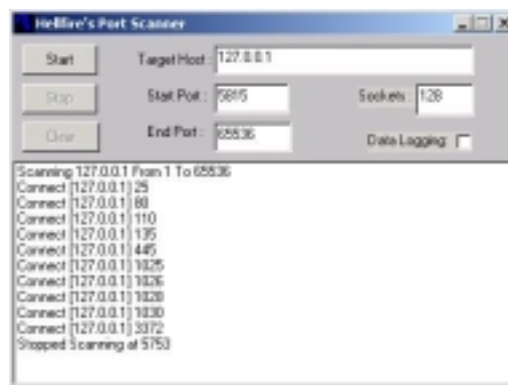 Hellfire's Port Scanner
Start
Target Host :
127.0.0.1
Stop
Start Port :
5815
Sockets :
128
Clear
End Port :
65536
Data Logging:
Scanning 127.0.0.1 From 1 To 65536
Connect [127.0.0.1] 25
Connect [127.0.0.1] 80
Connect [127.0.0.1] 110
Connect [127.0.0.1] 135
Connect [127.0.0.1] 445
Connect [127.0.0.1] 1025
Connect [127.0.0.1] 1026
Connect [127.0.0.1] 1028
Connect [127.0.0.1] 1030
Connect [127.0.0.1] 3372
Stopped Scanning at 5753